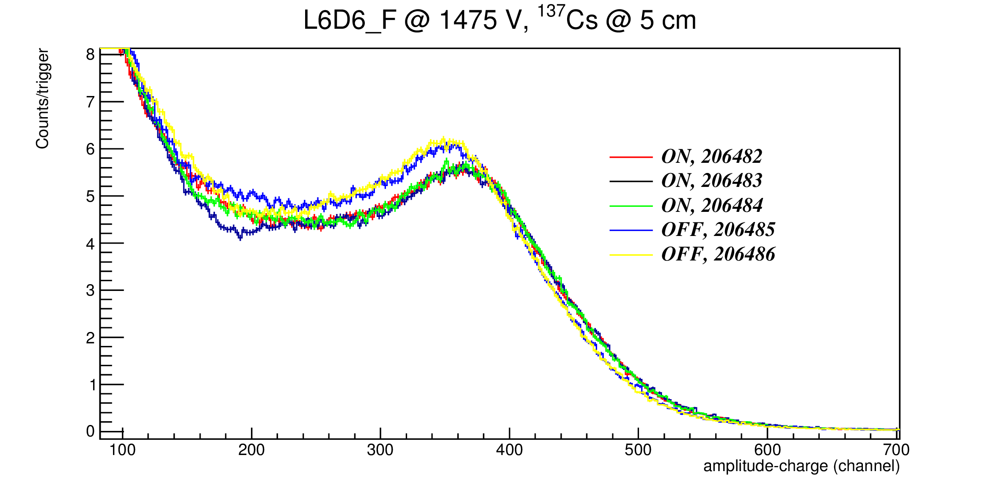 L6D6_F @ 1475 V, ¹³⁷Cs @ 5 cm
Counts/trigger
8
7
6
5
4
3
2
1
0
ON, 206482
ON, 206483
ON, 206484
OFF, 206485
OFF, 206486
100 200 300 400 500 600 700
amplitude-charge (channel)